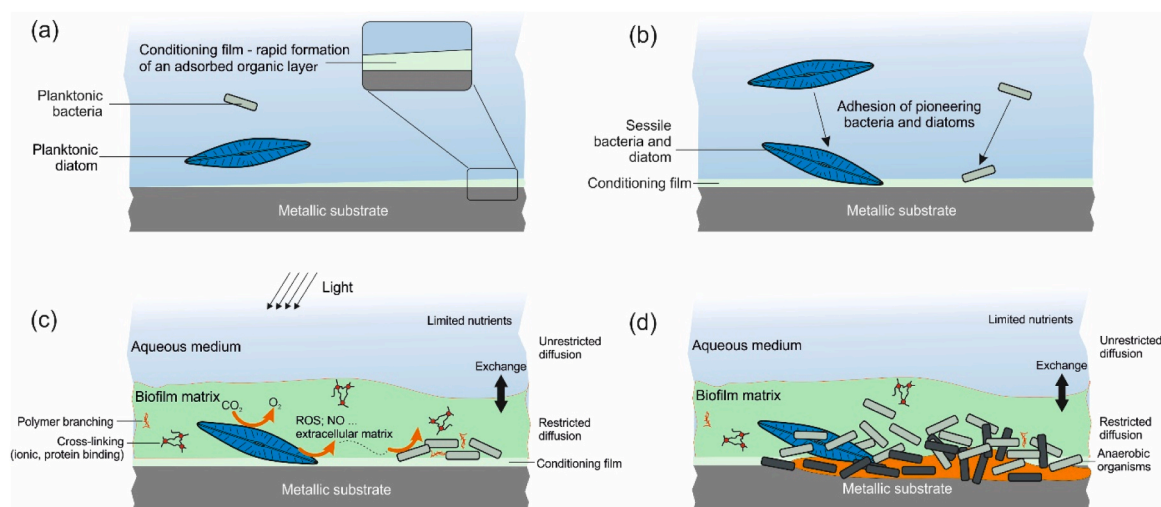 (a)
Conditioning film - rapid formation
of an adsorbed organic layer
Planktonic
bacteria
Planktonic
diatom
Metallic substrate
(b)
Adhesion of pioneering
bacteria and diatoms
Sessile
bacteria and
diatom
Conditioning film
Metallic substrate
(c)
Light
Limited nutrients
Aqueous medium
Unrestricted
diffusion
Exchange
Biofilm matrix
CO2
O2
Polymer branching
ROS; NO ...
extracellular matrix
Cross-linking
(ionic, protein binding)
Restricted
diffusion
Conditioning film
Metallic substrate
(d)
Limited nutrients
Aqueous medium
Unrestricted
diffusion
Exchange
Biofilm matrix
Restricted
diffusion
Anaerobic
organisms
Metallic substrate